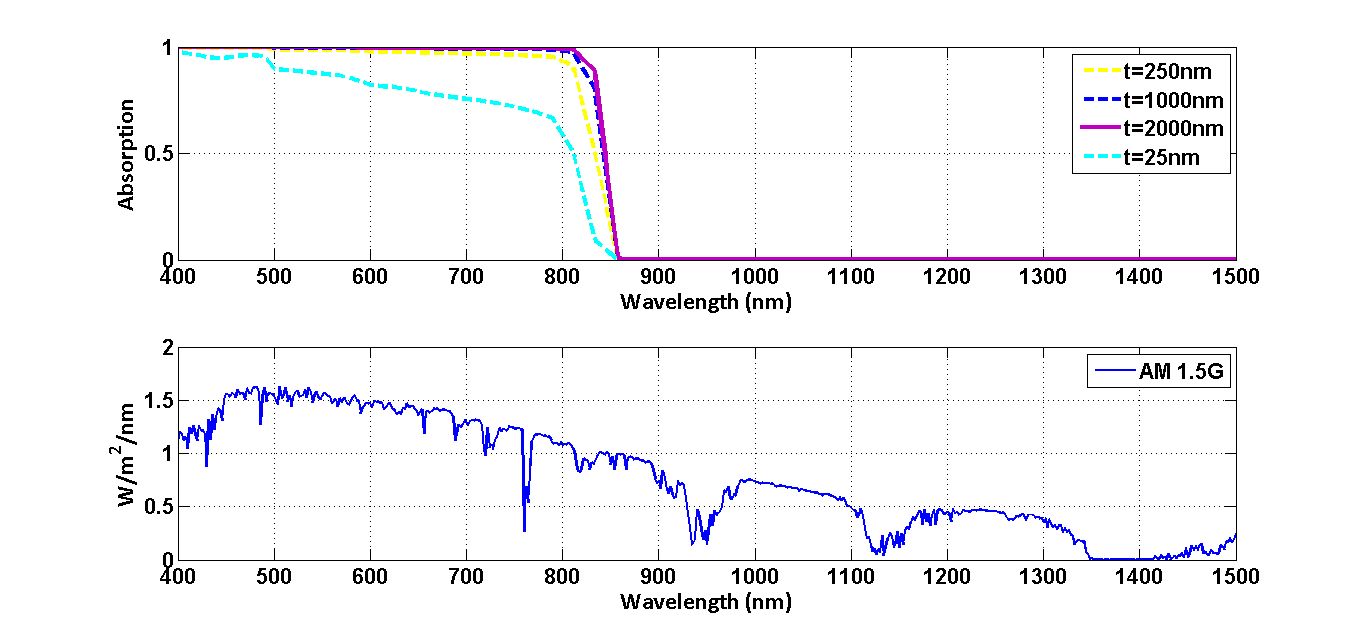 Absorption
1
0.5
0
400 500 600 700 800 900 1000 1100 1200 1300 1400 1500
Wavelength (nm)
t=250nm
t=1000nm
t=2000nm
t=25nm
W/m²/nm
2
1.5
1
0.5
0
400 500 600 700 800 900 1000 1100 1200 1300 1400 1500
Wavelength (nm)
AM 1.5G